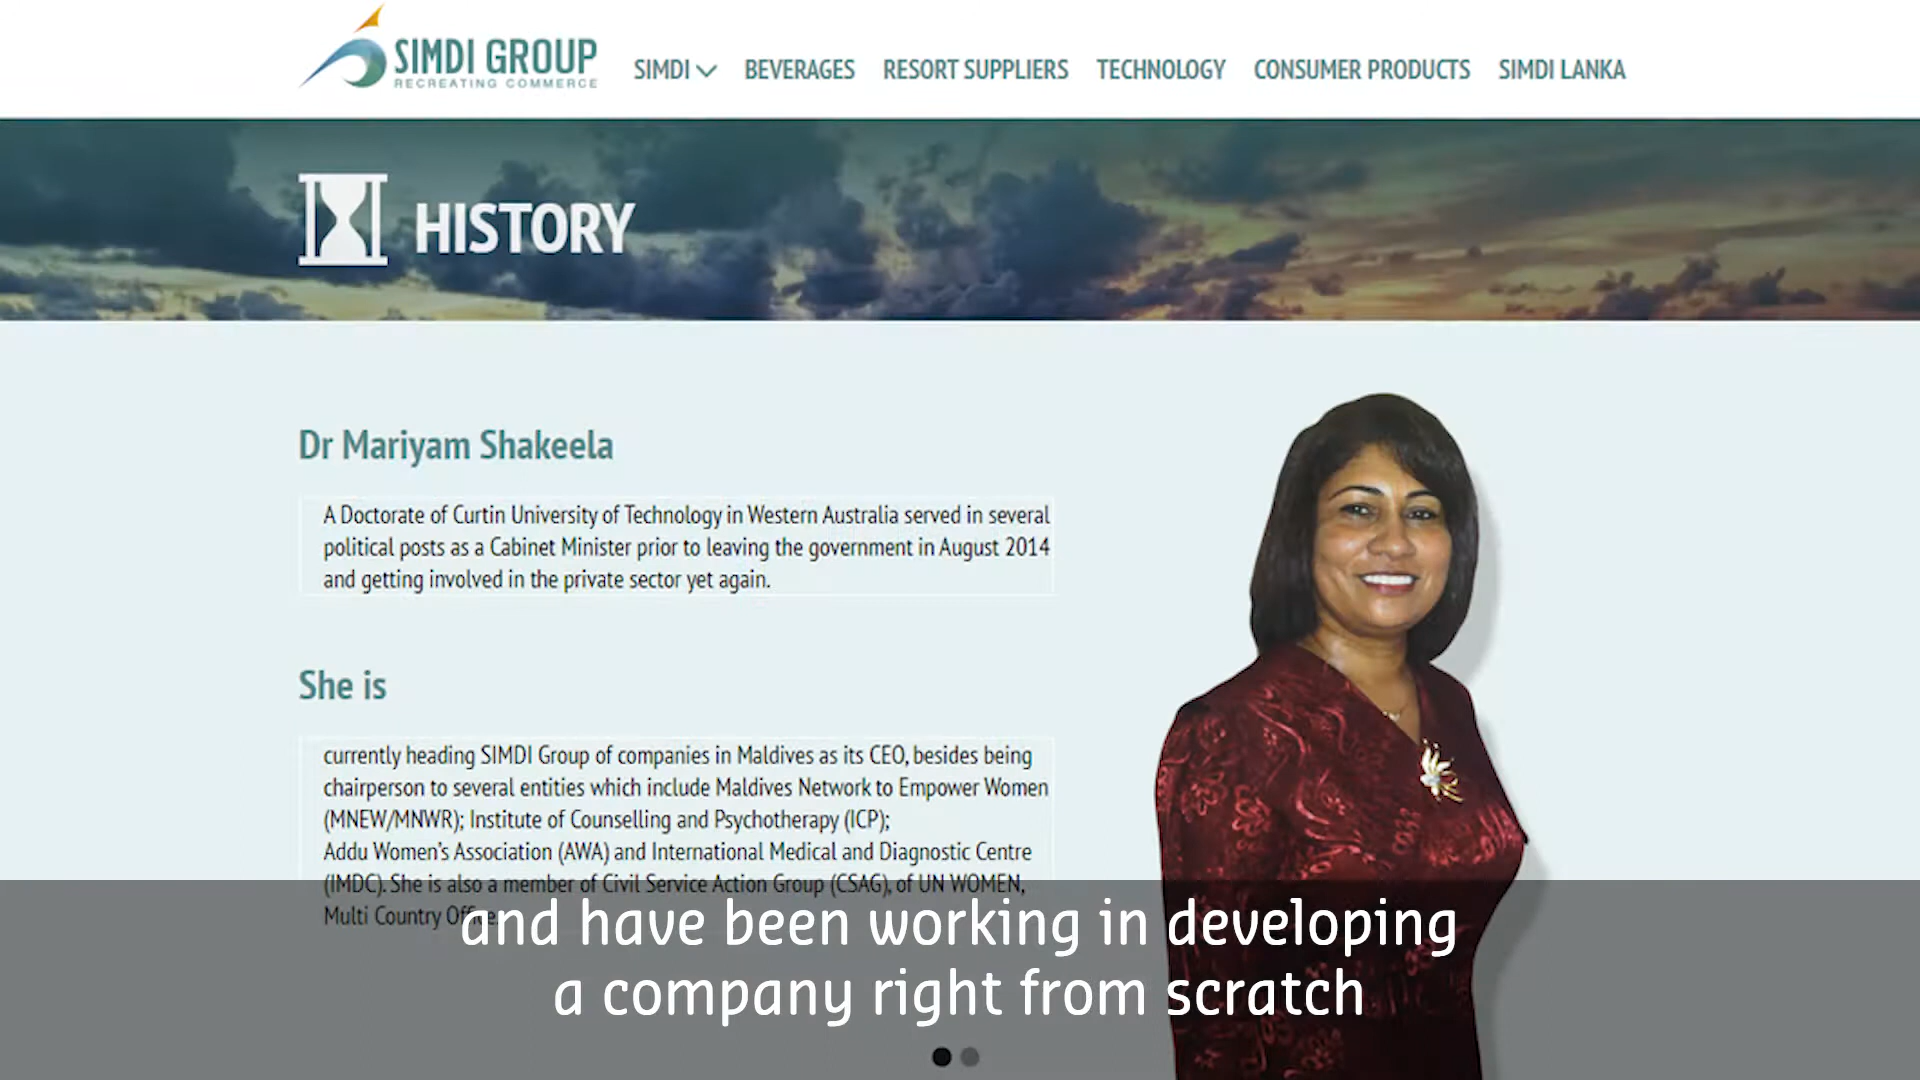 SIMDI GROUP
RECREATING COMMERCE
SIMDI
BEVERAGES
RESORT SUPPLIERS
TECHNOLOGY
CONSUMER PRODUCTS
SIMDI LANKA
HISTORY
Dr Mariyam Shakeela
A Doctorate of Curtin University of Technology in Western Australia served in several
political posts as a Cabinet Minister prior to leaving the government in August 2014
and getting involved in the private sector yet again.
She is
currently heading SIMDI Group of companies in Maldives as its CEO, besides being
chairperson to several entities which include Maldives Network to Empower Women
(MNEW/MNWR); Institute of Counselling and Psychotherapy (ICP);
Addu Women's Association (AWA) and International Medical and Diagnostic Centre
(IMDC). She is also a member of Civil Service Action Group (CSAG), of UN WOMEN,
Multi Country Office.
and have been working in developing
a company right from scratch